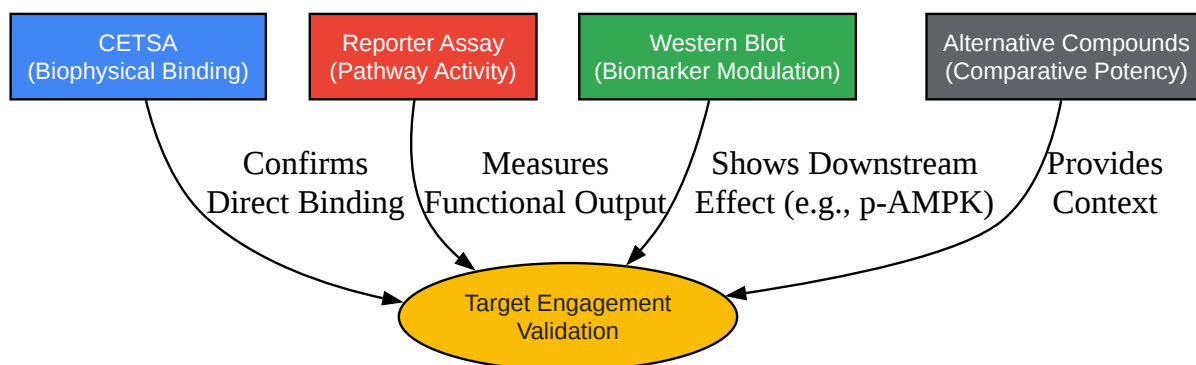 CETSA
(Biophysical Binding)
Reporter Assay
(Pathway Activity)
Western Blot
(Biomarker Modulation)
Alternative Compounds
(Comparative Potency)
Confirms
Direct Binding
Measures
Functional Output
Shows Downstream
Effect (e.g., p-AMPK)
Provides
Context
Target Engagement
Validation